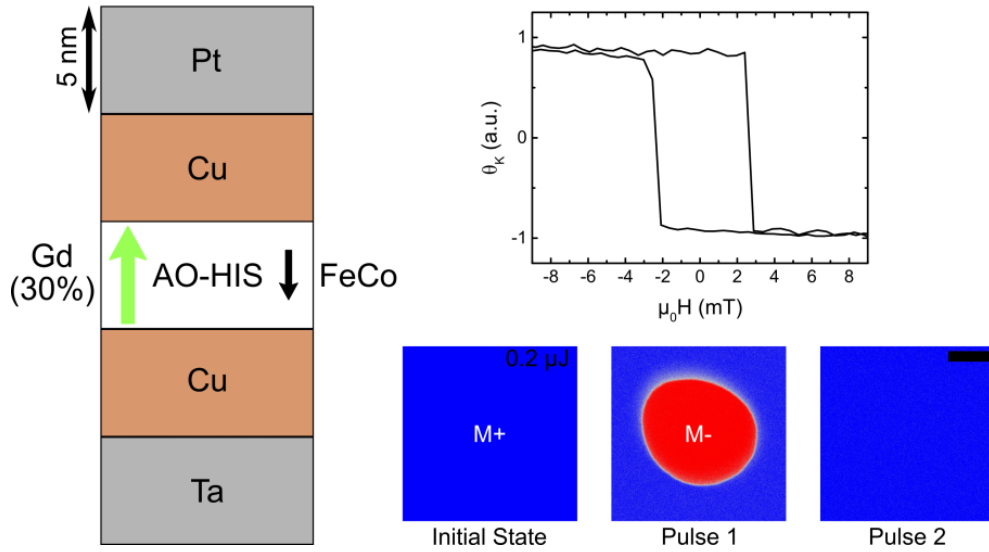 5 nm
Pt
Cu
Gd
(30%)
AO-HIS
FeCo
Cu
Ta
θK (a.u.)
1
0
-1
-8 -6 -4 -2 0 2 4 6 8
μ₀H (mT)
0.2 μJ
M+
M-
Initial State
Pulse 1
Pulse 2